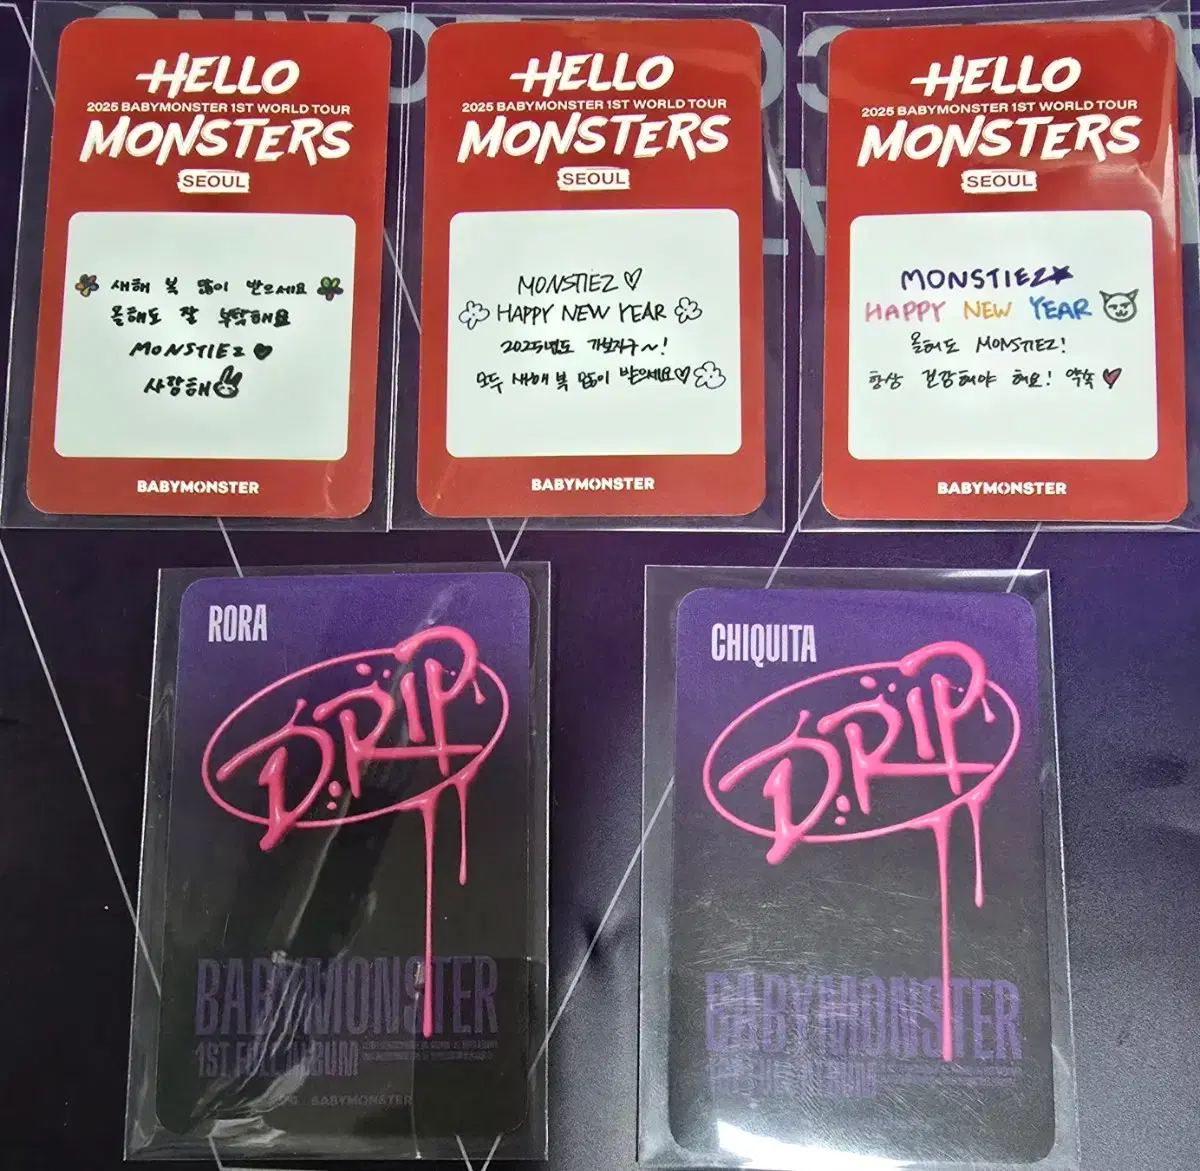 HELLO
2025 BABYMONSTER 1ST WORLD TOUR
MONSTERS
SEOUL
새해 복 많이 받으세요
올해도 잘 부탁해요
MONSTIEZ ♥
사랑해
BABYMONSTER
HELLO
2025 BABYMONSTER 1ST WORLD TOUR
MONSTERS
SEOUL
MONSTIEZ ♡
HAPPY NEW YEAR
2025년도 가보자구~!
모두 새해 복 많이 받으세요♡
BABYMONSTER
HELLO
2025 BABYMONSTER 1ST WORLD TOUR
MONSTERS
SEOUL
MONSTIEZ★
HAPPY NEW YEAR
올해도 MONSTIEZ!
항상 건강해야 해요! 약속♥
BABYMONSTER
RORA
DRIP
BABYMONSTER
1ST FULL ALBUM
BABYMONSTER
CHIQUITA
DRIP
BABYMONSTER
1ST FULL ALBUM